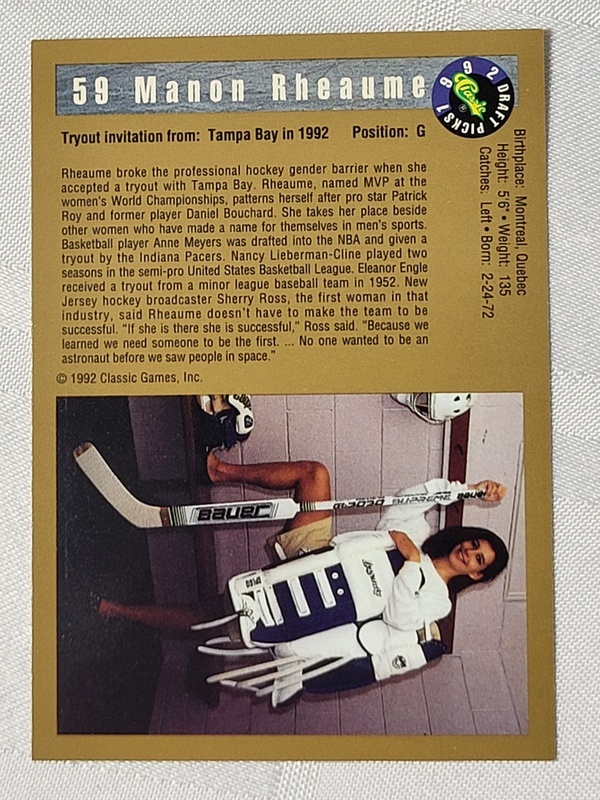 59 Manon Rheaume
1992 DRAFT PICKS
Classic
Tryout invitation from: Tampa Bay in 1992 Position: G
Birthplace: Montreal, Quebec
Height: 5'6" • Weight: 135
Catches: Left • Born: 2-24-72
Rheaume broke the professional hockey gender barrier when she
accepted a tryout with Tampa Bay. Rheaume, named MVP at the
women's World Championships, patterns herself after pro star Patrick
Roy and former player Daniel Bouchard. She takes her place beside
other women who have made a name for themselves in men's sports.
Basketball player Anne Meyers was drafted into the NBA and given a
tryout by the Indiana Pacers. Nancy Lieberman-Cline played two
seasons in the semi-pro United States Basketball League. Eleanor Engle
received a tryout from a minor league baseball team in 1952. New
Jersey hockey broadcaster Sherry Ross, the first woman in that
industry, said Rheaume doesn't have to make the team to be
successful. "If she is there she is successful," Ross said. "Because we
learned we need someone to be the first. ... No one wanted to be an
astronaut before we saw people in space."
© 1992 Classic Games, Inc.
BAUER
BAUER